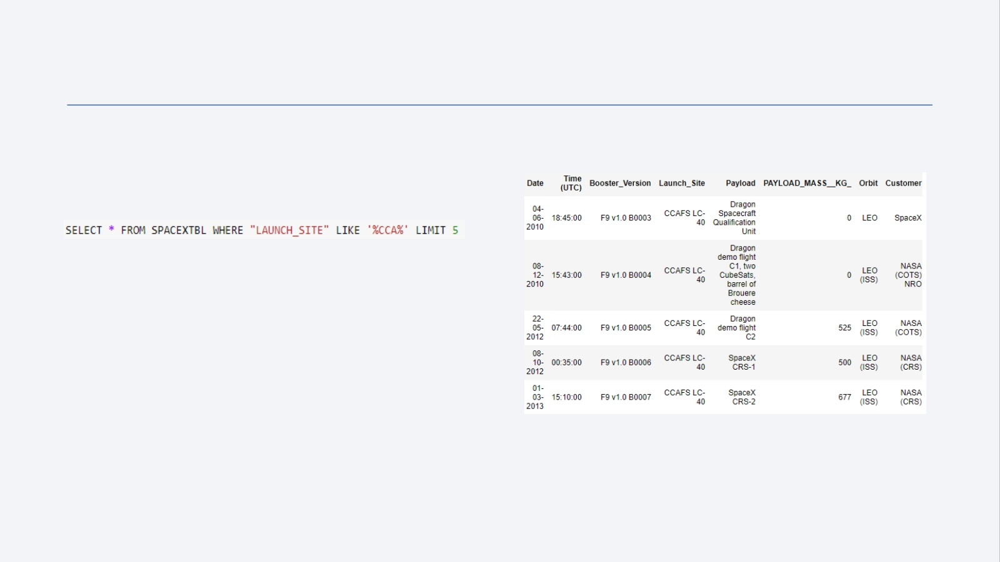 SELECT * FROM SPACEXTBL WHERE "LAUNCH_SITE" LIKE '%CCA%' LIMIT 5
Date Time (UTC) Booster_Version Launch_Site Payload PAYLOAD_MASS__KG_ Orbit Customer
04-06-2010 18:45:00 F9 v1.0 B0003 CCAFS LC-40 Dragon Spacecraft Qualification Unit 0 LEO SpaceX
08-12-2010 15:43:00 F9 v1.0 B0004 CCAFS LC-40 Dragon demo flight C1, two CubeSats, barrel of Brouere cheese 0 LEO (ISS) NASA (COTS) NRO
22-05-2012 07:44:00 F9 v1.0 B0005 CCAFS LC-40 Dragon demo flight C2 525 LEO (ISS) NASA (COTS)
08-10-2012 00:35:00 F9 v1.0 B0006 CCAFS LC-40 SpaceX CRS-1 500 LEO (ISS) NASA (CRS)
01-03-2013 15:10:00 F9 v1.0 B0007 CCAFS LC-40 SpaceX CRS-2 677 LEO (ISS) NASA (CRS)